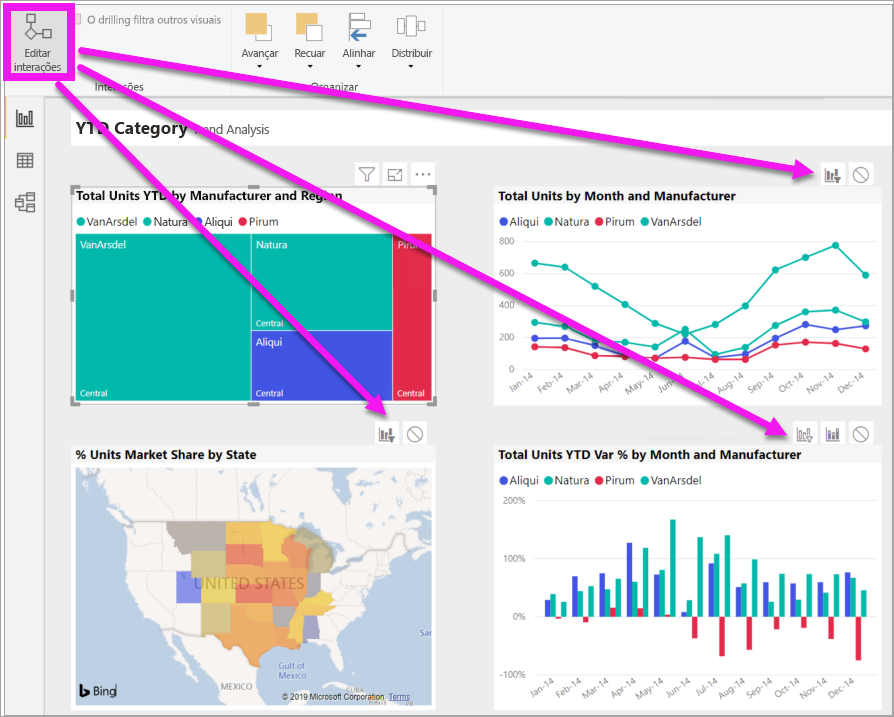 Editar
interações
O drilling filtra outros visuais
Avançar
Recuar
Alinhar
Distribuir
Interações
Organizar
YTD Category Trend Analysis
Total Units YTD by Manufacturer and Region
VanArsdel Natura Aliqui Pirum
VanArsdel
Natura
Pirum
Central
Aliqui
Central
Central
Central
Total Units by Month and Manufacturer
Aliqui Natura Pirum VanArsdel
800
600
400
200
0
Jan-14 Feb-14 Mar-14 Apr-14 May-14 Jun-14 Jul-14 Aug-14 Sep-14 Oct-14 Nov-14 Dec-14
% Units Market Share by State
UNITED STATES
Gulf of
Mexico
MEXICO
CUBA
PR
Bing
© 2019 Microsoft Corporation Terms
Total Units YTD Var % by Month and Manufacturer
Aliqui Natura Pirum VanArsdel
200%
100%
0%
-100%
Jan-14 Feb-14 Mar-14 Apr-14 May-14 Jun-14 Jul-14 Aug-14 Sep-14 Oct-14 Nov-14 Dec-14